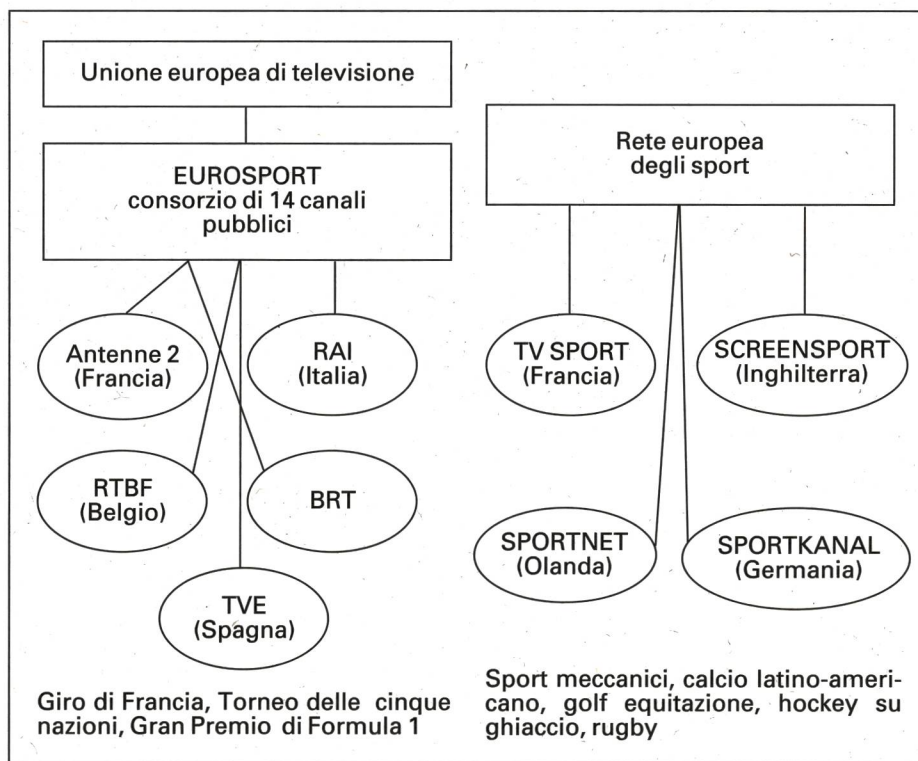 Unione europea di televisione
EUROSPORT
consorzio di 14 canali
pubblici
Antenne 2
(Francia)
RAI
(Italia)
RTBF
(Belgio)
BRT
TVE
(Spagna)
Giro di Francia, Torneo delle cinque
nazioni, Gran Premio di Formula 1
Rete europea
degli sport
TV SPORT
(Francia)
SCREENSPORT
(Inghilterra)
SPORTNET
(Olanda)
SPORTKANAL
(Germania)
Sport meccanici, calcio latino-ameri-
cano, golf equitazione, hockey su
ghiaccio, rugby